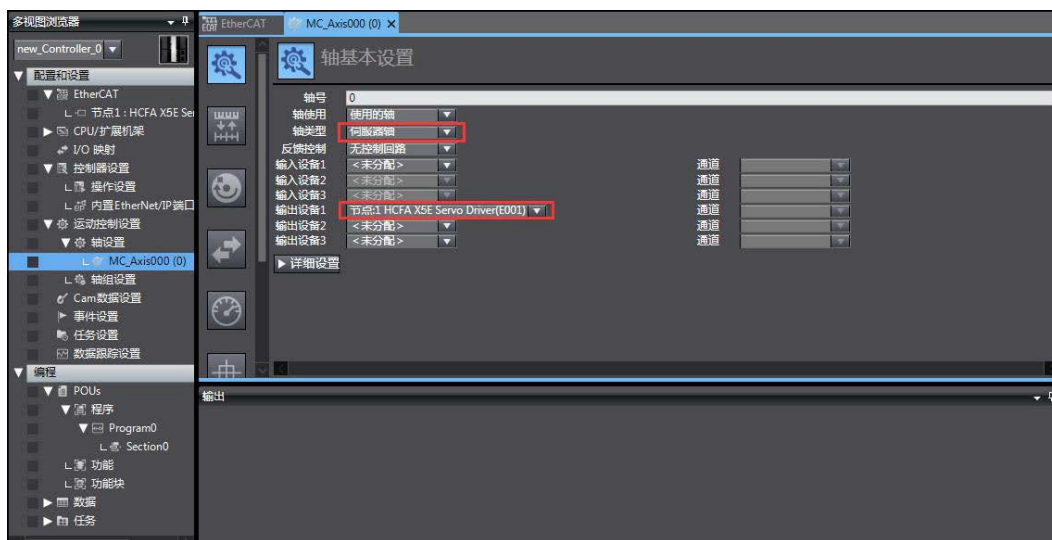 多视图浏览器
new_Controller_0
配置和设置
EtherCAT
节点1 : HCFA X5E Ser
CPU/扩展机架
I/O 映射
控制器设置
操作设置
内置EtherNet/IP端口
运动控制设置
轴设置
MC_Axis000 (0)
轴组设置
Cam数据设置
事件设置
任务设置
数据跟踪设置
编程
POUs
程序
Program0
Section0
功能
功能块
数据
任务
EtherCAT
MC_Axis000 (0)
轴基本设置
轴号 0
轴使用 使用的轴
轴类型 伺服器轴
反馈控制 无控制回路
输入设备1 <未分配> 通道
输入设备2 <未分配> 通道
输入设备3 <未分配> 通道
输出设备1 节点:1 HCFA X5E Servo Driver(E001) 通道
输出设备2 <未分配> 通道
输出设备3 <未分配> 通道
详细设置
输出